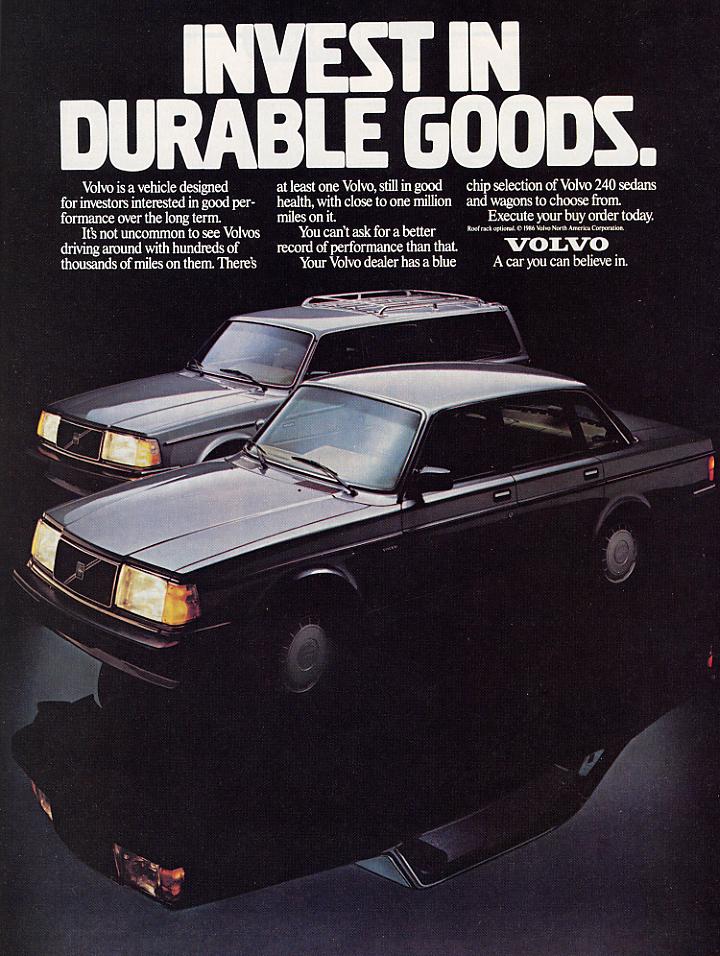 INVEST IN
DURABLE GOODS.
Volvo is a vehicle designed
for investors interested in good per-
formance over the long term.
It's not uncommon to see Volvos
driving around with hundreds of
thousands of miles on them. There's
at least one Volvo, still in good
health, with close to one million
miles on it.
You can't ask for a better
record of performance than that.
Your Volvo dealer has a blue
chip selection of Volvo 240 sedans
and wagons to choose from.
Execute your buy order today.
Roof rack optional. © 1986 Volvo North America Corporation.
VOLVO
A car you can believe in.